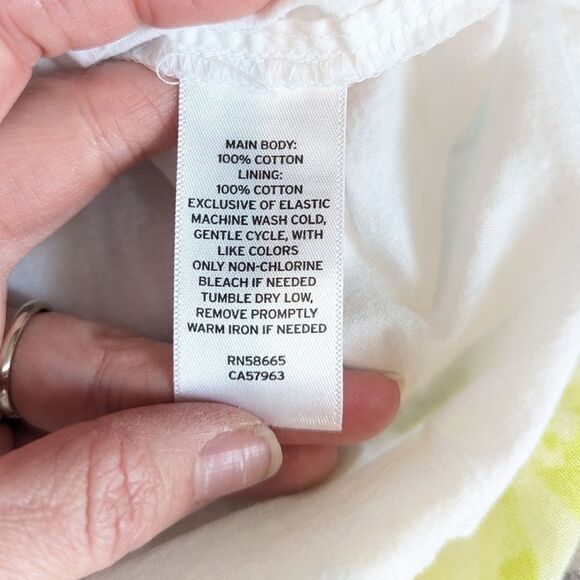 MAIN BODY:
100% COTTON
LINING:
100% COTTON
EXCLUSIVE OF ELASTIC
MACHINE WASH COLD,
GENTLE CYCLE, WITH
LIKE COLORS
ONLY NON-CHLORINE
BLEACH IF NEEDED
TUMBLE DRY LOW,
REMOVE PROMPTLY
WARM IRON IF NEEDED
RN58665
CA57963